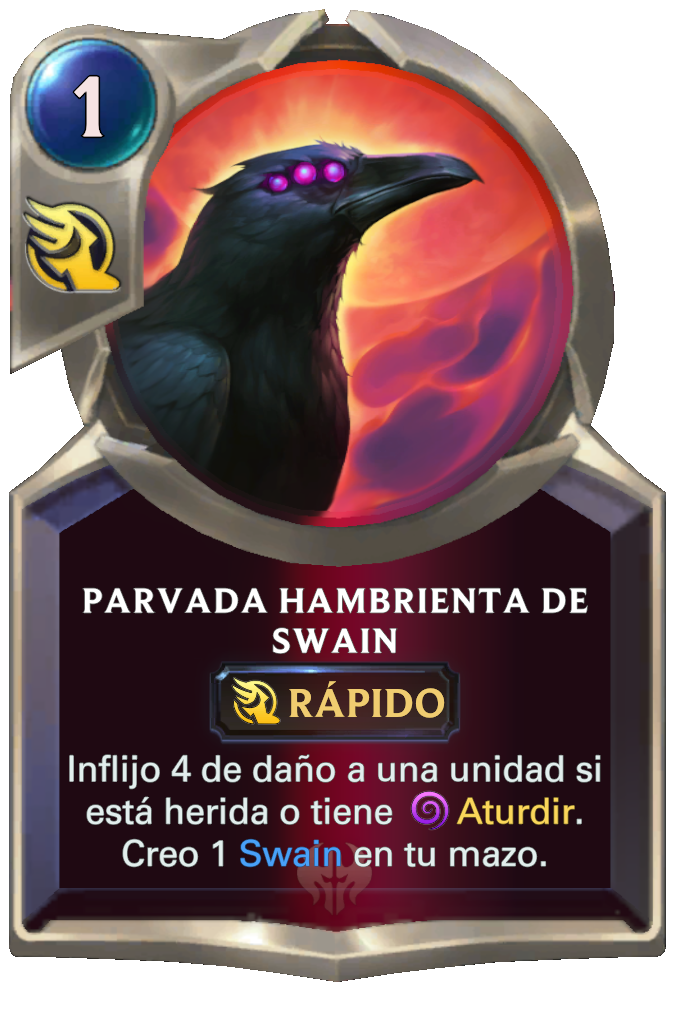 1
PARVADA HAMBRIENTA DE
SWAIN
RÁPIDO
Inflijo 4 de daño a una unidad si
está herida o tiene Aturdir.
Creo 1 Swain en tu mazo.